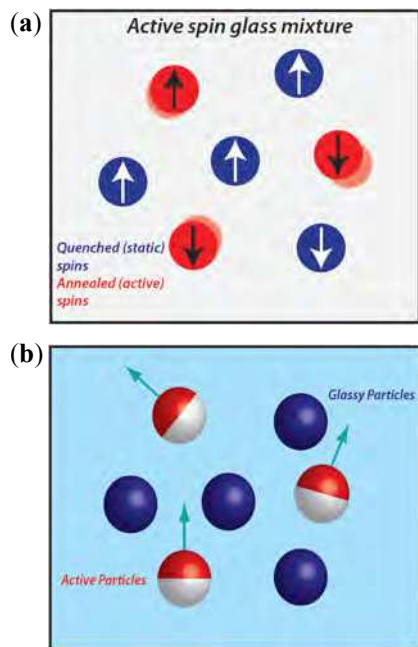 (a)
Active spin glass mixture
Quenched (static)
spins
Annealed (active)
spins
(b)
Glassy Particles
Active Particles